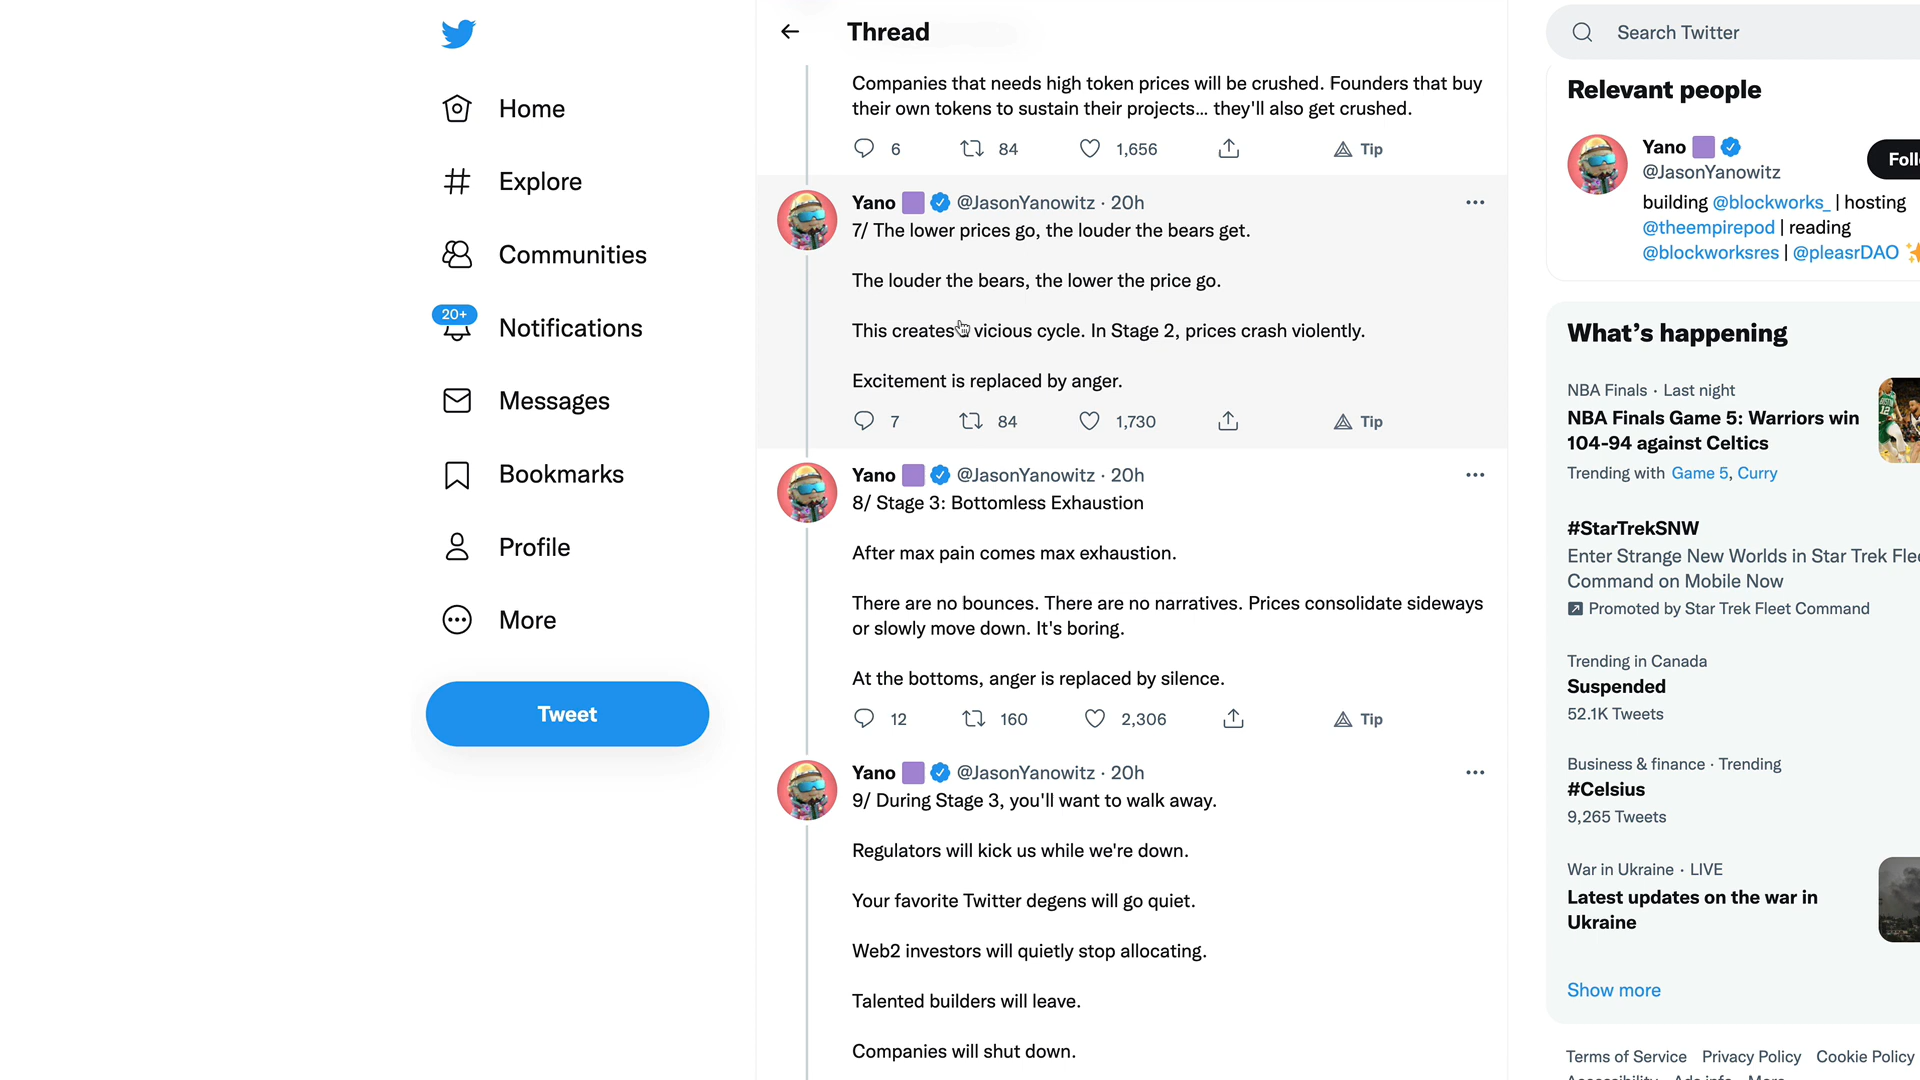 Thread
Search Twitter
Home
Explore
Communities
20+
Notifications
Messages
Bookmarks
Profile
More
Tweet
Companies that needs high token prices will be crushed. Founders that buy
their own tokens to sustain their projects... they'll also get crushed.
6 84 1,656 Tip
Yano @JasonYanowitz · 20h
7/ The lower prices go, the louder the bears get.
The louder the bears, the lower the price go.
This creates vicious cycle. In Stage 2, prices crash violently.
Excitement is replaced by anger.
7 84 1,730 Tip
Yano @JasonYanowitz · 20h
8/ Stage 3: Bottomless Exhaustion
After max pain comes max exhaustion.
There are no bounces. There are no narratives. Prices consolidate sideways
or slowly move down. It's boring.
At the bottoms, anger is replaced by silence.
12 160 2,306 Tip
Yano @JasonYanowitz · 20h
9/ During Stage 3, you'll want to walk away.
Regulators will kick us while we're down.
Your favorite Twitter degens will go quiet.
Web2 investors will quietly stop allocating.
Talented builders will leave.
Companies will shut down.
Relevant people
Yano
@JasonYanowitz
Foll
building @blockworks_ | hosting
@theempirepod | reading
@blockworksres | @pleasrDAO
What's happening
NBA Finals · Last night
NBA Finals Game 5: Warriors win
104-94 against Celtics
Trending with Game 5, Curry
#StarTrekSNW
Enter Strange New Worlds in Star Trek Flee
Command on Mobile Now
Promoted by Star Trek Fleet Command
Trending in Canada
Suspended
52.1K Tweets
Business & finance · Trending
#Celsius
9,265 Tweets
War in Ukraine · LIVE
Latest updates on the war in
Ukraine
Show more
Terms of Service Privacy Policy Cookie Policy
Accessibility Ads info More